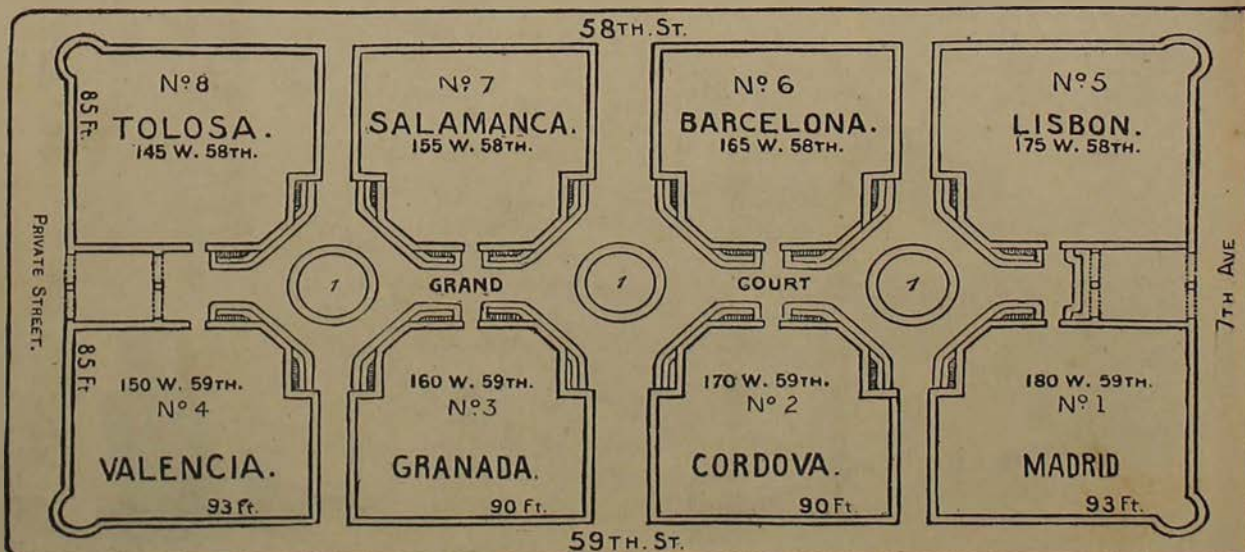 58TH. ST.
Nº 8
TOLOSA.
145 W. 58TH.
85 Ft.
Nº 7
SALAMANCA.
155 W. 58TH.
Nº 6
BARCELONA.
165 W. 58TH.
Nº 5
LISBON.
175 W. 58TH.
PRIVATE STREET.
1
GRAND
1
COURT
1
7TH AVE
85 Ft
150 W. 59TH.
Nº 4
VALENCIA.
93 Ft.
160 W. 59TH.
Nº 3
GRANADA.
90 Ft.
170 W. 59TH.
Nº 2
CORDOVA.
90 Ft.
180 W. 59TH.
Nº 1
MADRID
93 Ft.
59TH. ST.